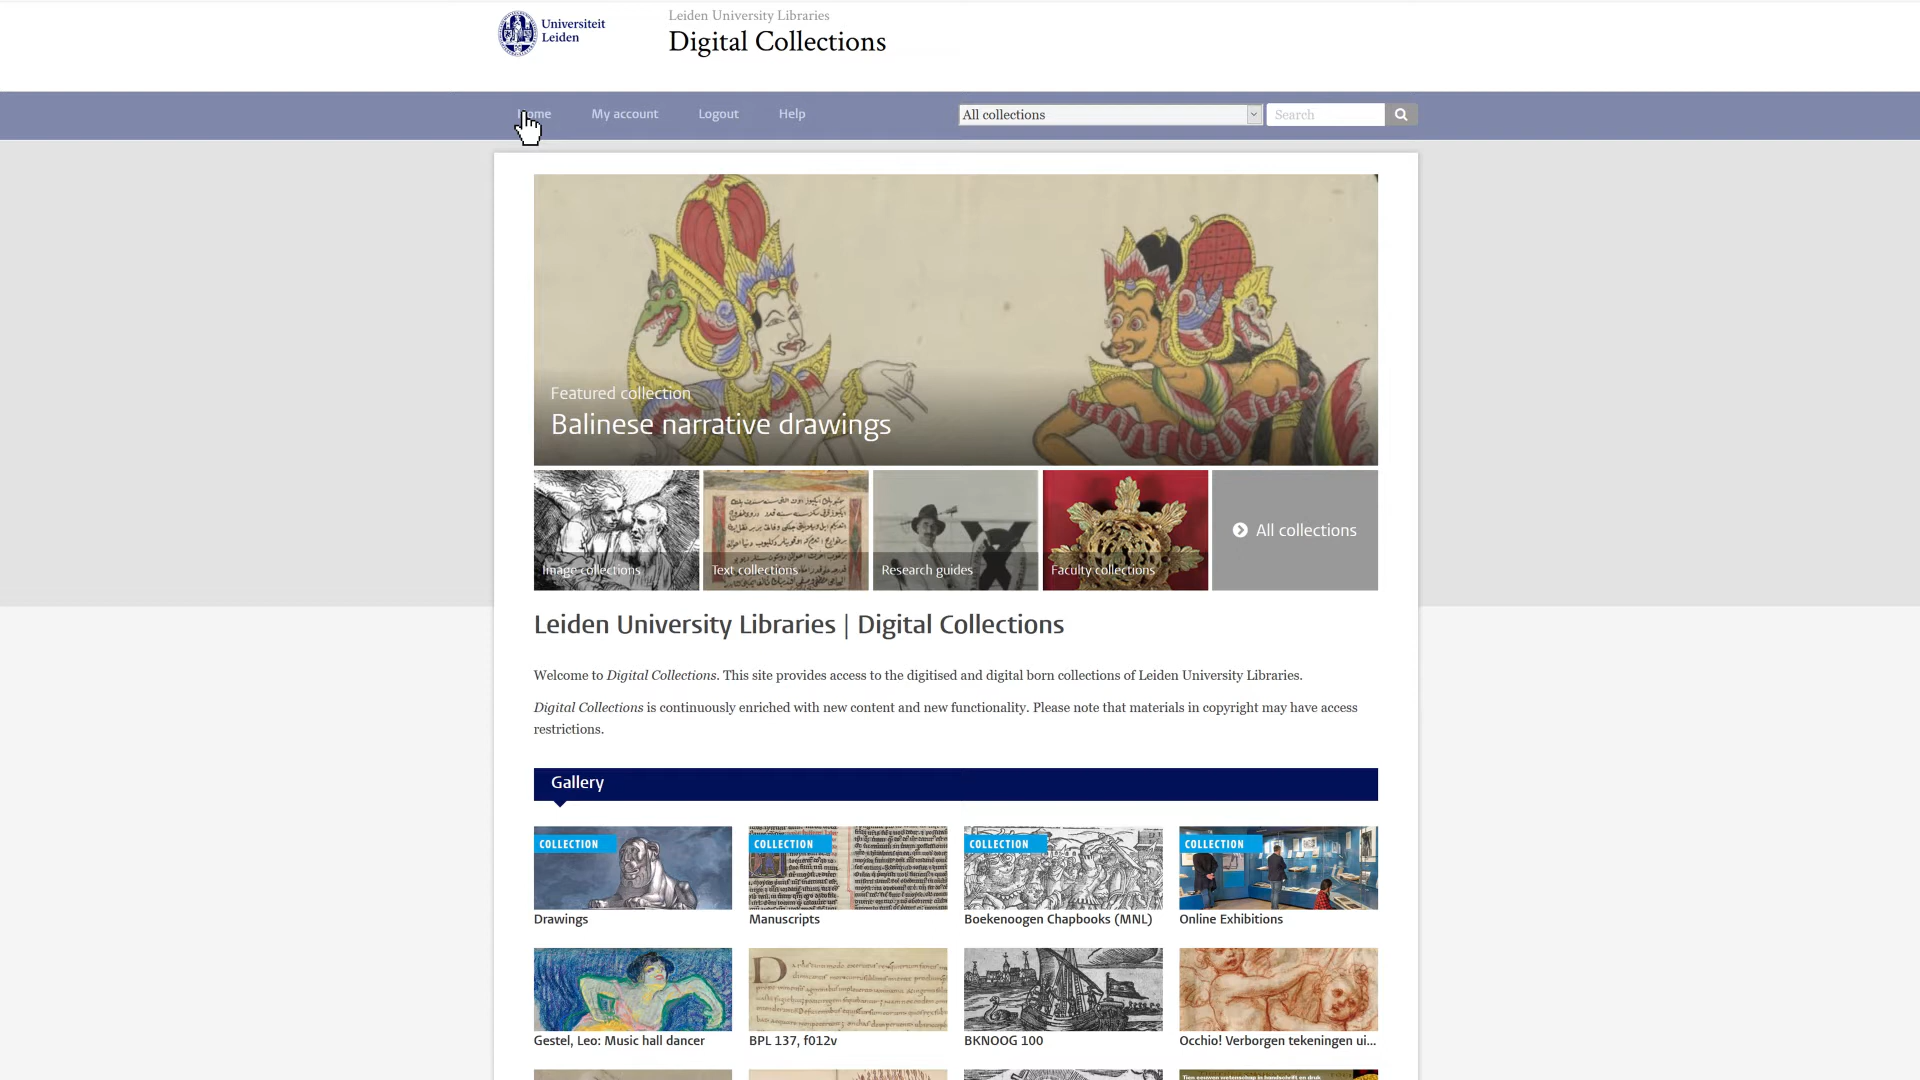 Universiteit
Leiden
Leiden University Libraries
Digital Collections
My account
Logout
Help
All collections
Search
Featured collection
Balinese narrative drawings
Image collections
Text collections
Research guides
Faculty collections
All collections
Leiden University Libraries | Digital Collections
Welcome to Digital Collections. This site provides access to the digitised and digital born collections of Leiden University Libraries.
Digital Collections is continuously enriched with new content and new functionality. Please note that materials in copyright may have access
restrictions.
Gallery
COLLECTION
COLLECTION
COLLECTION
COLLECTION
Drawings
Manuscripts
Boekenoogen Chapbooks (MNL)
Online Exhibitions
Gestel, Leo: Music hall dancer
BPL 137, f012v
BKNOOG 100
Occhio! Verborgen tekeningen ui...